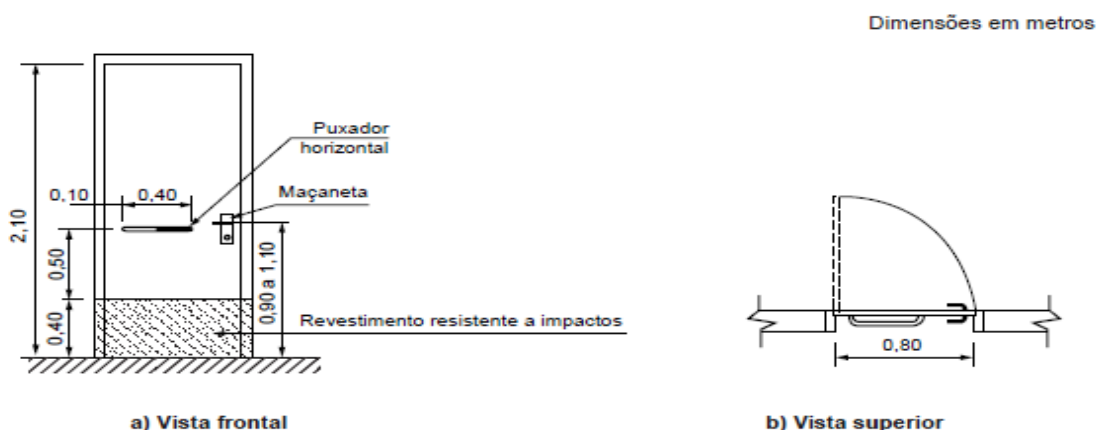 Dimensões em metros
Puxador
horizontal
0,10
0,40
Maçaneta
2,10
0,50
0,90 a 1,10
0,40
Revestimento resistente a impactos
0,80
a) Vista frontal
b) Vista superior